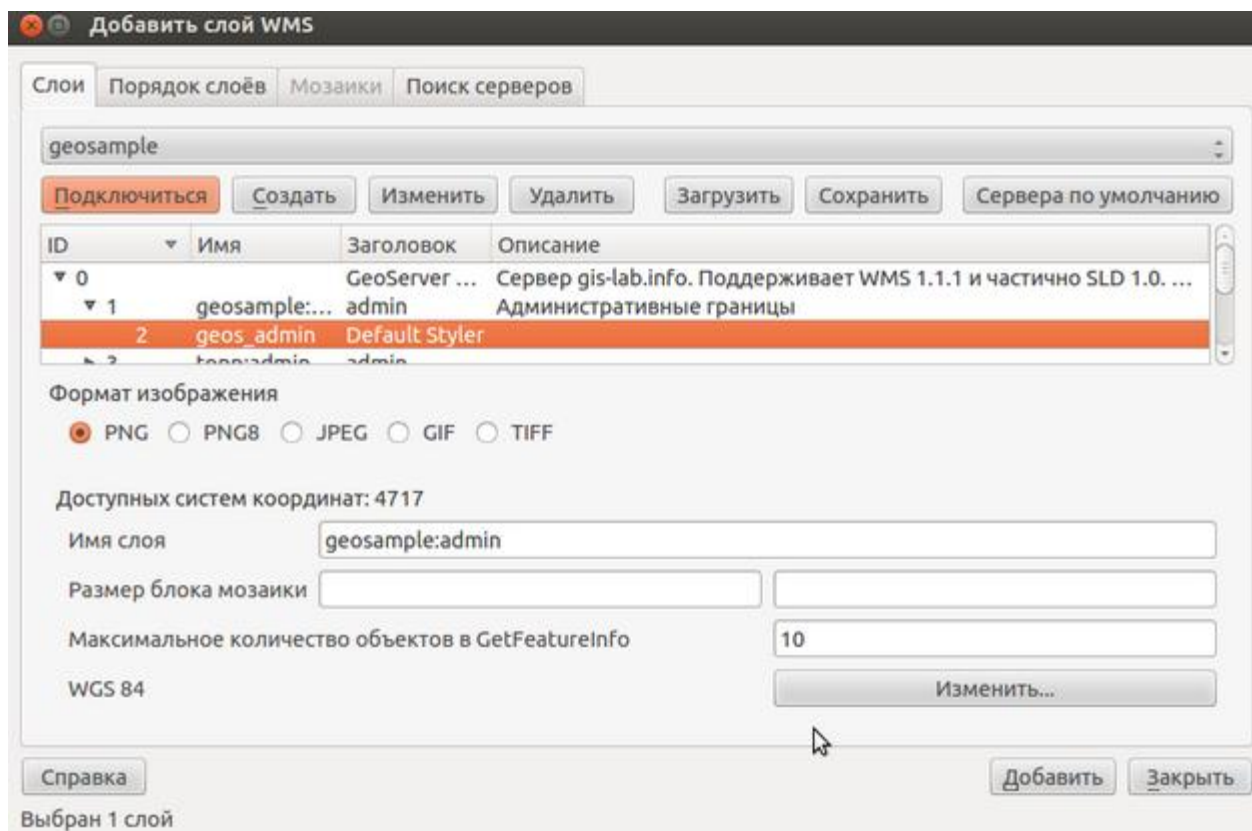 Добавить слой WMS
Слои Порядок слоёв Мозаики Поиск серверов
geosample
Подключиться Создать Изменить Удалить Загрузить Сохранить Сервера по умолчанию
ID Имя Заголовок Описание
0 GeoServer ... Сервер gis-lab.info. Поддерживает WMS 1.1.1 и частично SLD 1.0. ...
1 geosample:... admin Административные границы
2 geos_admin Default Styler
3 topp:admin admin
Формат изображения
PNG PNG8 JPEG GIF TIFF
Доступных систем координат: 4717
Имя слоя geosample:admin
Размер блока мозаики
Максимальное количество объектов в GetFeatureInfo 10
WGS 84 Изменить...
Справка Добавить Закрыть
Выбран 1 слой